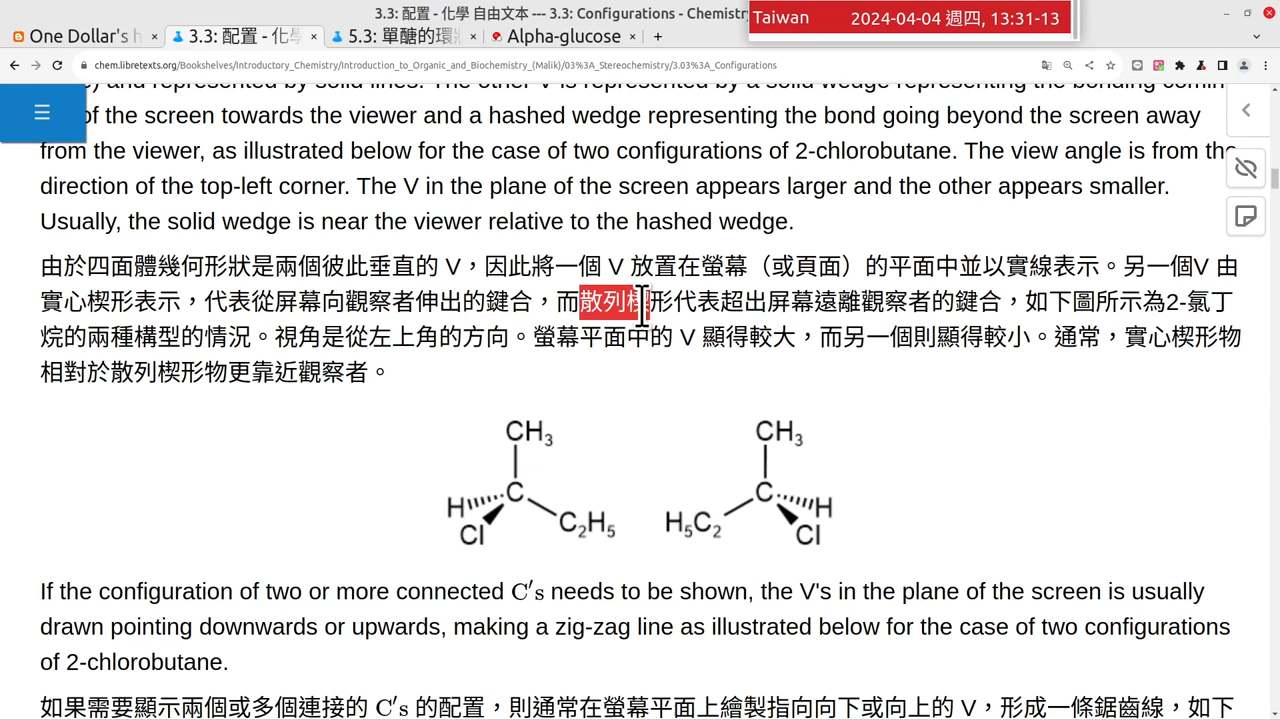 3.3: 配置 - 化學 自由文本 --- 3.3: Configurations - Chemistr
Taiwan 2024-04-04 週四, 13:31-13
One Dollar's h
3.3: 配置 - 化學
5.3: 單醣的環狀
Alpha-glucose
chem.libretexts.org/Bookshelves/Introductory_Chemistry/Introduction_to_Organic_and_Biochemistry_(Malik)/03%3A_Stereochemistry/3.03%3A_Configurations
and represented by solid lines. The other V is represented by a solid wedge representing the bonding comin
of the screen towards the viewer and a hashed wedge representing the bond going beyond the screen away
from the viewer, as illustrated below for the case of two configurations of 2-chlorobutane. The view angle is from the
direction of the top-left corner. The V in the plane of the screen appears larger and the other appears smaller.
Usually, the solid wedge is near the viewer relative to the hashed wedge.
由於四面體幾何形狀是兩個彼此垂直的 V，因此將一個 V 放置在螢幕（或頁面）的平面中並以實線表示。另一個V 由
實心楔形表示，代表從屏幕向觀察者伸出的鍵合，而散列楔形代表超出屏幕遠離觀察者的鍵合，如下圖所示為2-氯丁
烷的兩種構型的情況。視角是從左上角的方向。螢幕平面中的 V 顯得較大，而另一個則顯得較小。通常，實心楔形物
相對於散列楔形物更靠近觀察者。
CH3 CH3
C C
H H
Cl C2H5 H5C2 Cl
If the configuration of two or more connected C′s needs to be shown, the V's in the plane of the screen is usually
drawn pointing downwards or upwards, making a zig-zag line as illustrated below for the case of two configurations
of 2-chlorobutane.
如果需要顯示兩個或多個連接的 C′s 的配置，則通常在螢幕平面上繪製指向向下或向上的 V，形成一條鋸齒線，如下